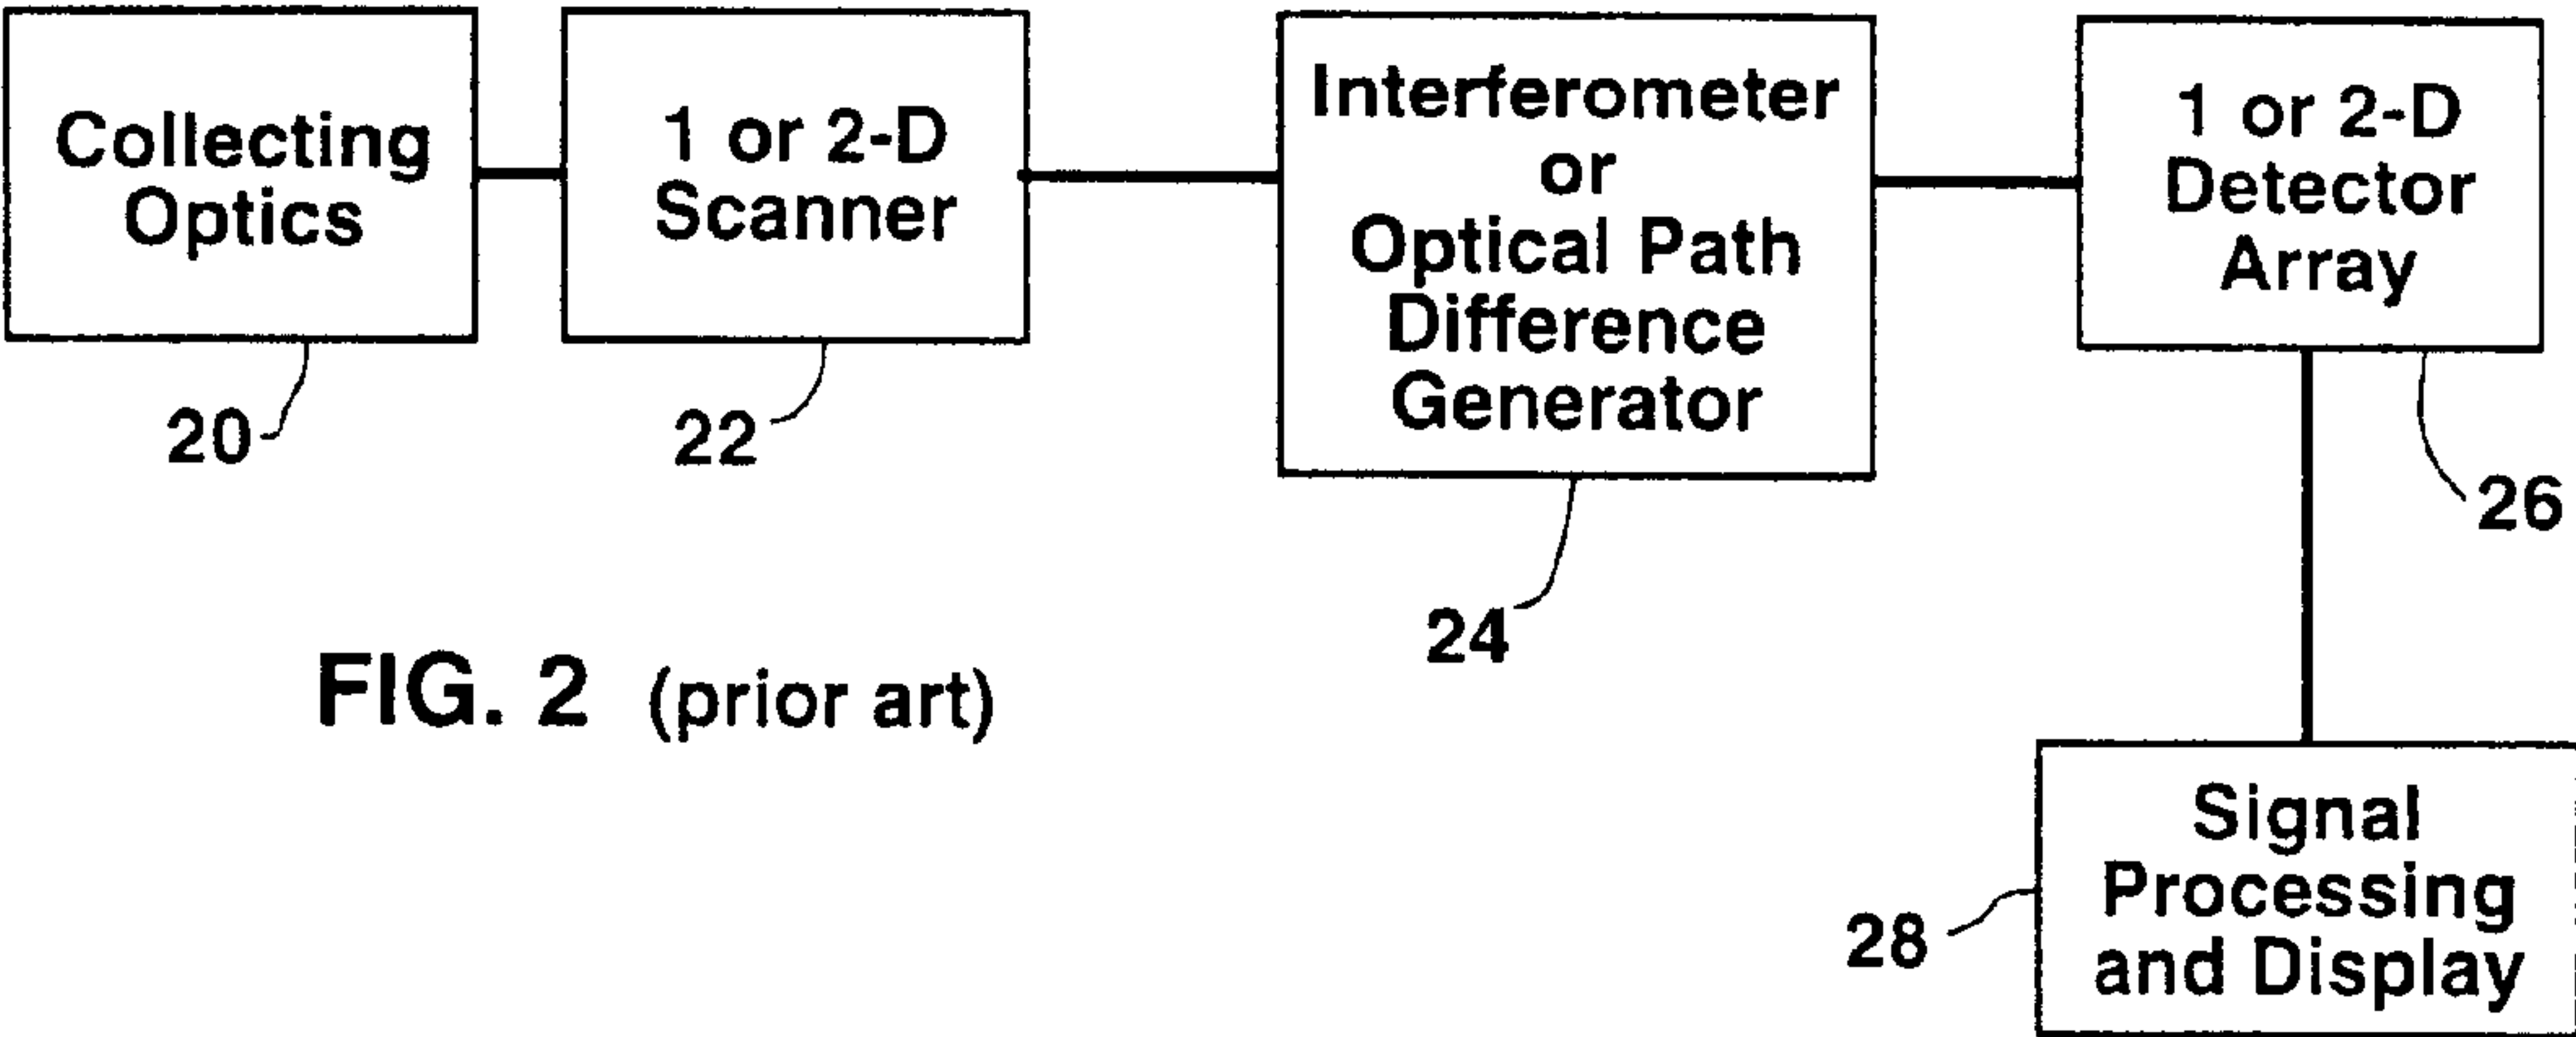 Collecting
Optics
20
1 or 2-D
Scanner
22
Interferometer
or
Optical Path
Difference
Generator
24
1 or 2-D
Detector
Array
26
Signal
Processing
and Display
28
FIG. 2 (prior art)